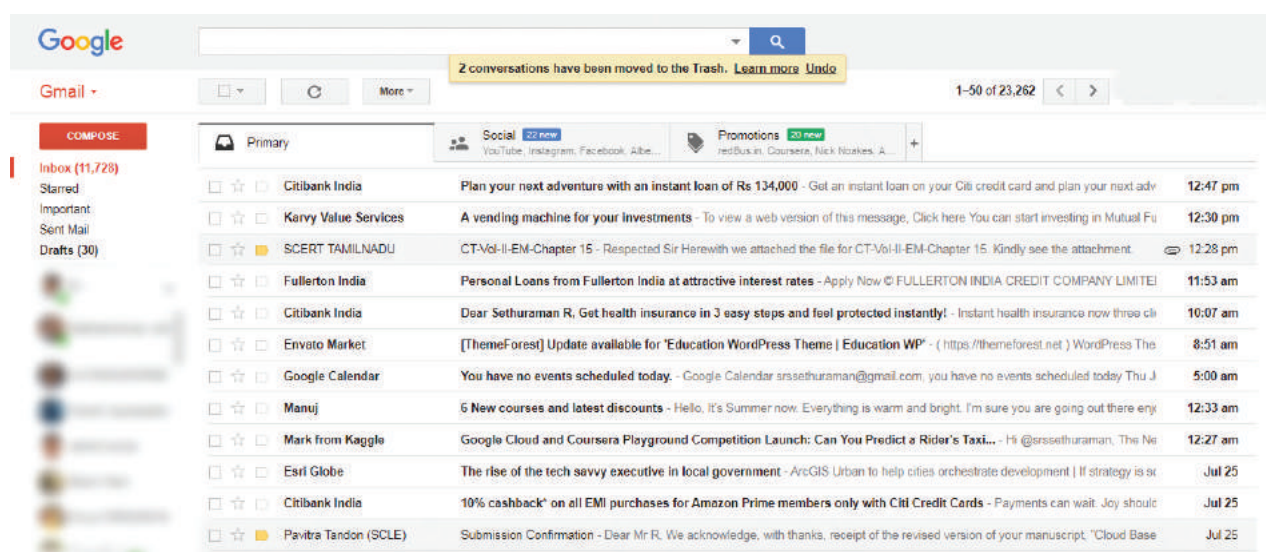 Google
2 conversations have been moved to the Trash. Learn more Undo
Gmail
More
1–50 of 23,262
COMPOSE
Primary
Social 22 new
YouTube, Instagram, Facebook, Albe...
Promotions 20 new
redBus.in, Coursera, Nick Noakes, A...
+
Inbox (11,728)
Starred
Important
Sent Mail
Drafts (30)
Citibank India Plan your next adventure with an instant loan of Rs 134,000 - Get an instant loan on your Citi credit card and plan your next adv 12:47 pm
Karvy Value Services A vending machine for your investments - To view a web version of this message, Click here You can start investing in Mutual Fu 12:30 pm
SCERT TAMILNADU CT-Vol-II-EM-Chapter 15 - Respected Sir Herewith we attached the file for CT-Vol-II-EM-Chapter 15. Kindly see the attachment. 12:28 pm
Fullerton India Personal Loans from Fullerton India at attractive interest rates - Apply Now © FULLERTON INDIA CREDIT COMPANY LIMITE 11:53 am
Citibank India Dear Sethuraman R, Get health insurance in 3 easy steps and feel protected instantly! - Instant health insurance now three cli 10:07 am
Envato Market [ThemeForest] Update available for 'Education WordPress Theme | Education WP' - ( https://themeforest.net ) WordPress The 8:51 am
Google Calendar You have no events scheduled today. - Google Calendar srssethuraman@gmail.com, you have no events scheduled today Thu J 5:00 am
Manuj 6 New courses and latest discounts - Hello, It's Summer now. Everything is warm and bright. I'm sure you are going out there enj 12:33 am
Mark from Kaggle Google Cloud and Coursera Playground Competition Launch: Can You Predict a Rider's Taxi... - Hi @srssethuraman, The Ne 12:27 am
Esri Globe The rise of the tech savvy executive in local government - ArcGIS Urban to help cities orchestrate development | If strategy is so Jul 25
Citibank India 10% cashback* on all EMI purchases for Amazon Prime members only with Citi Credit Cards - Payments can wait. Joy should Jul 25
Pavitra Tandon (SCLE) Submission Confirmation - Dear Mr R, We acknowledge, with thanks, receipt of the revised version of your manuscript, "Cloud Base Jul 25